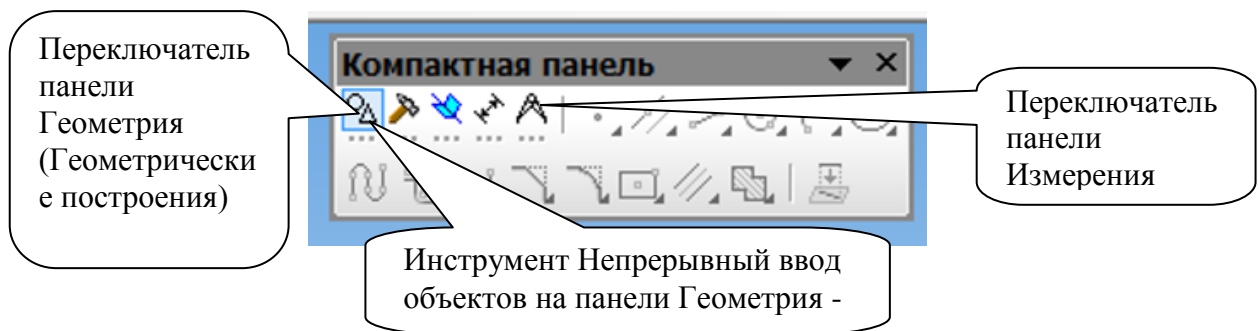 Переключатель
панели
Геометрия
(Геометрически
е построения)
Компактная панель
Переключатель
панели
Измерения
Инструмент Непрерывный ввод
объектов на панели Геометрия -